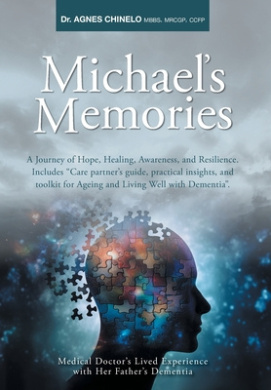 Dr. AGNES CHINELO MBBS, MRCGP, CCFP
Michael's
Memories
A Journey of Hope, Healing, Awareness, and Resilience.
Includes "Care partner's guide, practical insights, and
toolkit for Ageing and Living Well with Dementia".
Medical Doctor's Lived Experience
with Her Father's Dementia